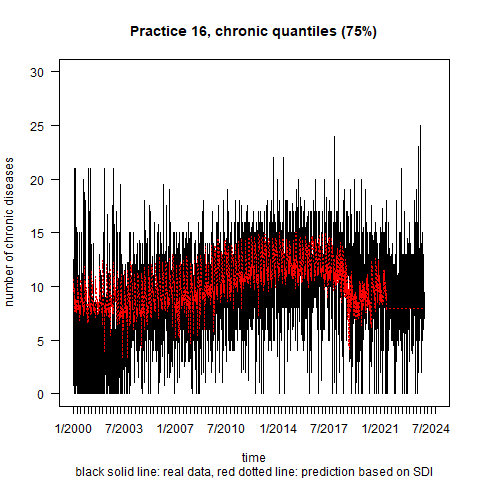 Practice 16, chronic quantiles (75%)
number of chronic diseases
30
25
20
15
10
5
0
1/2000 7/2003 1/2007 7/2010 1/2014 7/2017 1/2021 7/2024
time
black solid line: real data, red dotted line: prediction based on SDI